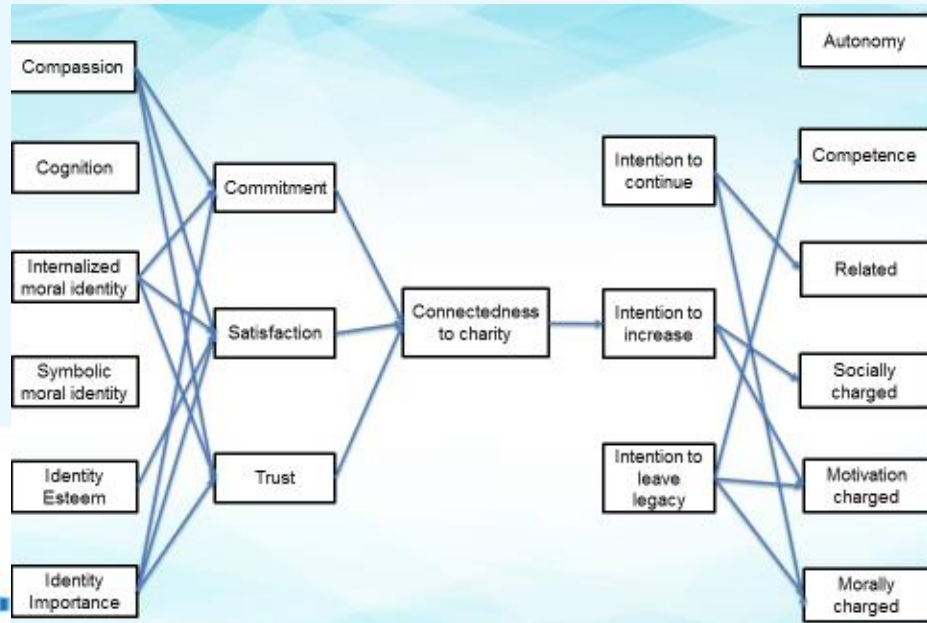 Compassion
Cognition
Internalized
moral identity
Symbolic
moral identity
Identity
Esteem
Identity
Importance
Commitment
Satisfaction
Trust
Connectedness
to charity
Intention to
continue
Intention to
increase
Intention to
leave
legacy
Autonomy
Competence
Related
Socially
charged
Motivation
charged
Morally
charged